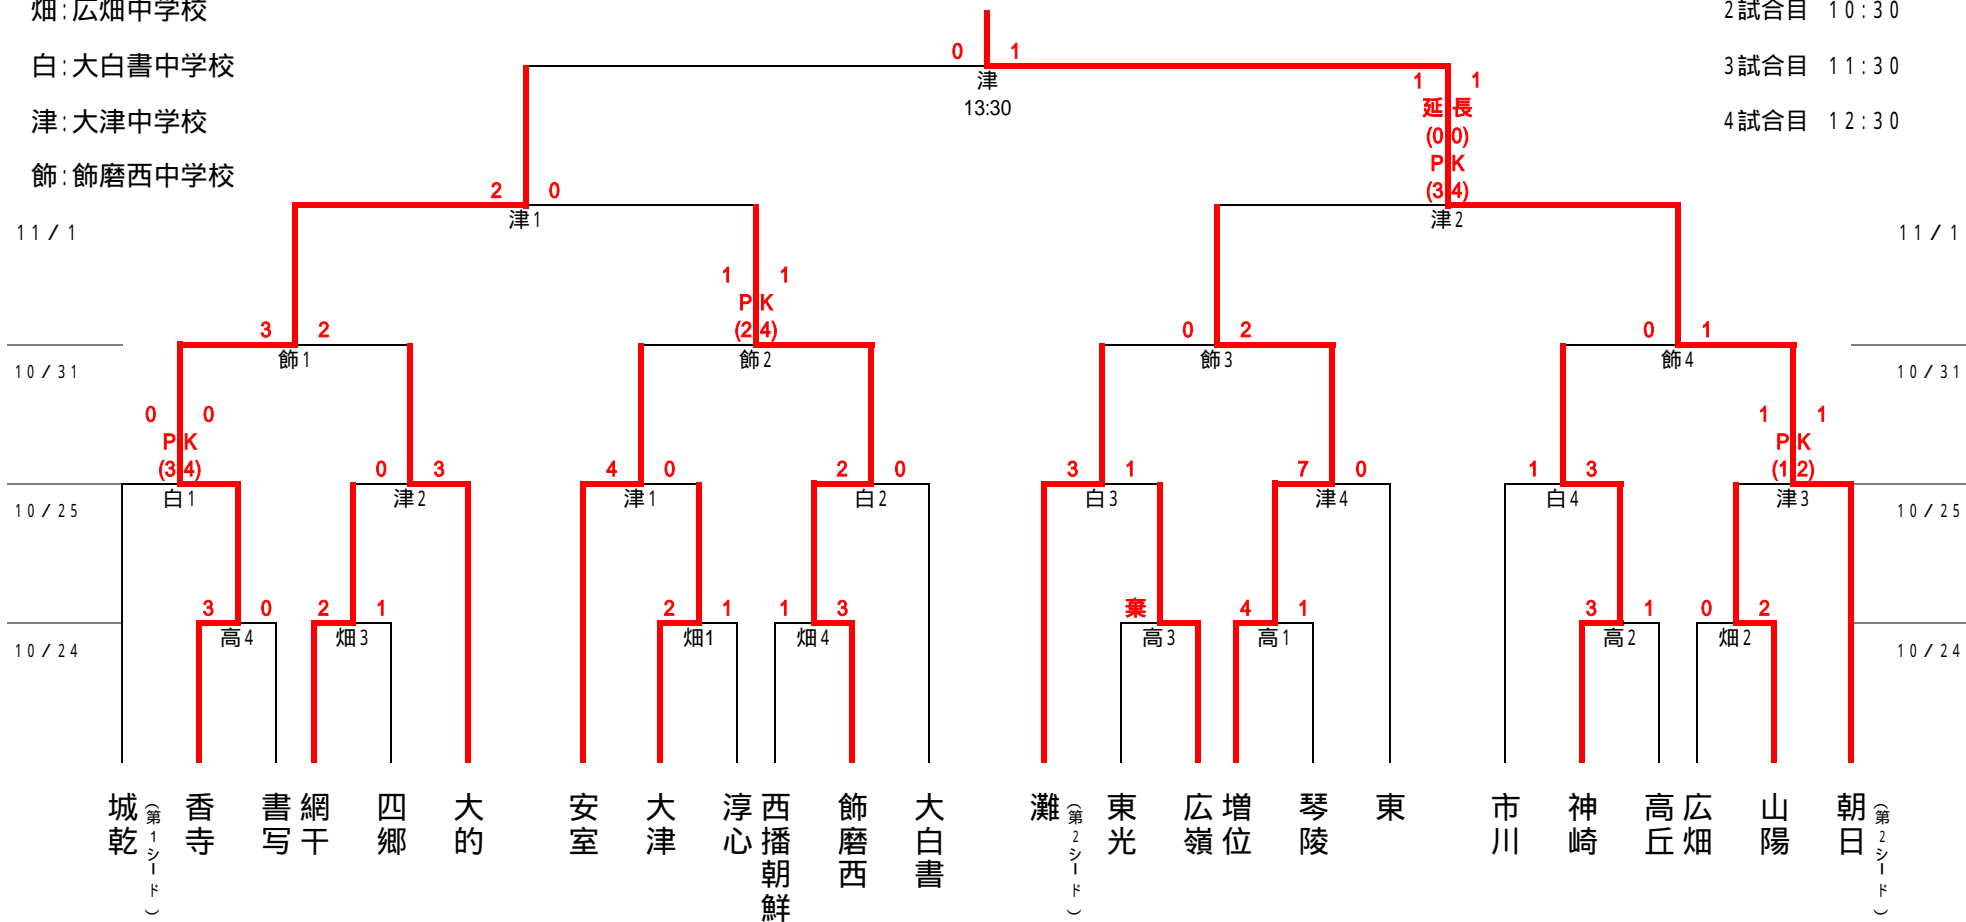 畑:広畑中学校
2試合目 10:30
0 1
白:大白書中学校
3試合目 11:30
津
1 1
13:30
延長
津:大津中学校
4試合目 12:30
(0 0)
PK
飾:飾磨西中学校
(3 4)
2 0
津1
津2
11/1
11/1
1 1
PK
(2 4)
3 2
0 2
0 1
飾1
飾2
飾3
飾4
10/31
10/31
0 0
1 1
PK
PK
(3 4)
0 3
4 0
2 0
3 1
7 0
1 3
(1 2)
白1
津2
津1
白2
白3
津4
白4
津3
10/25
10/25
3 0
2 1
2 1
1 3
棄
4 1
3 1
0 2
高4
畑3
畑1
畑4
高3
高1
高2
畑2
10/24
10/24
城乾
(第1シード)
香寺
書写
網干
四郷
大的
安室
大津
淳心
西播朝鮮
飾磨西
大白書
灘
(第2シード)
東光
広嶺
増位
琴陵
東
市川
神崎
高丘
広畑
山陽
朝日
(第2シード)